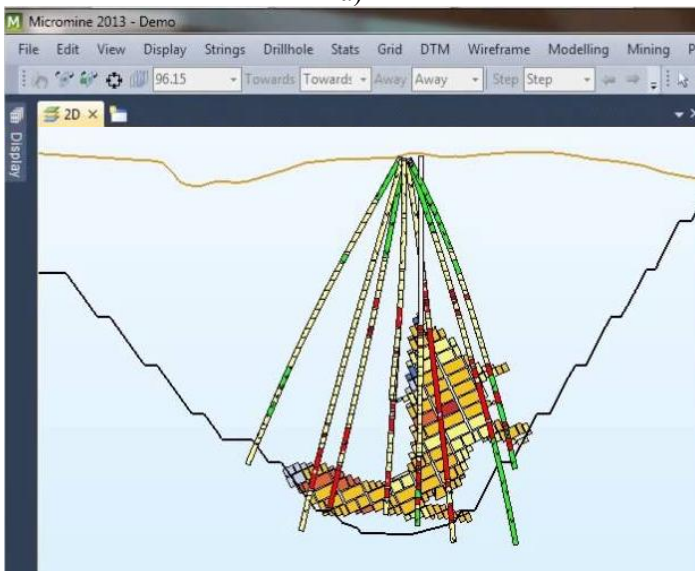 a)
M Micromine 2013 - Demo
File Edit View Display Strings Drillhole Stats Grid DTM Wireframe Modelling Mining P
96.15 Towards Towards Away Away Step Step
2D
Display